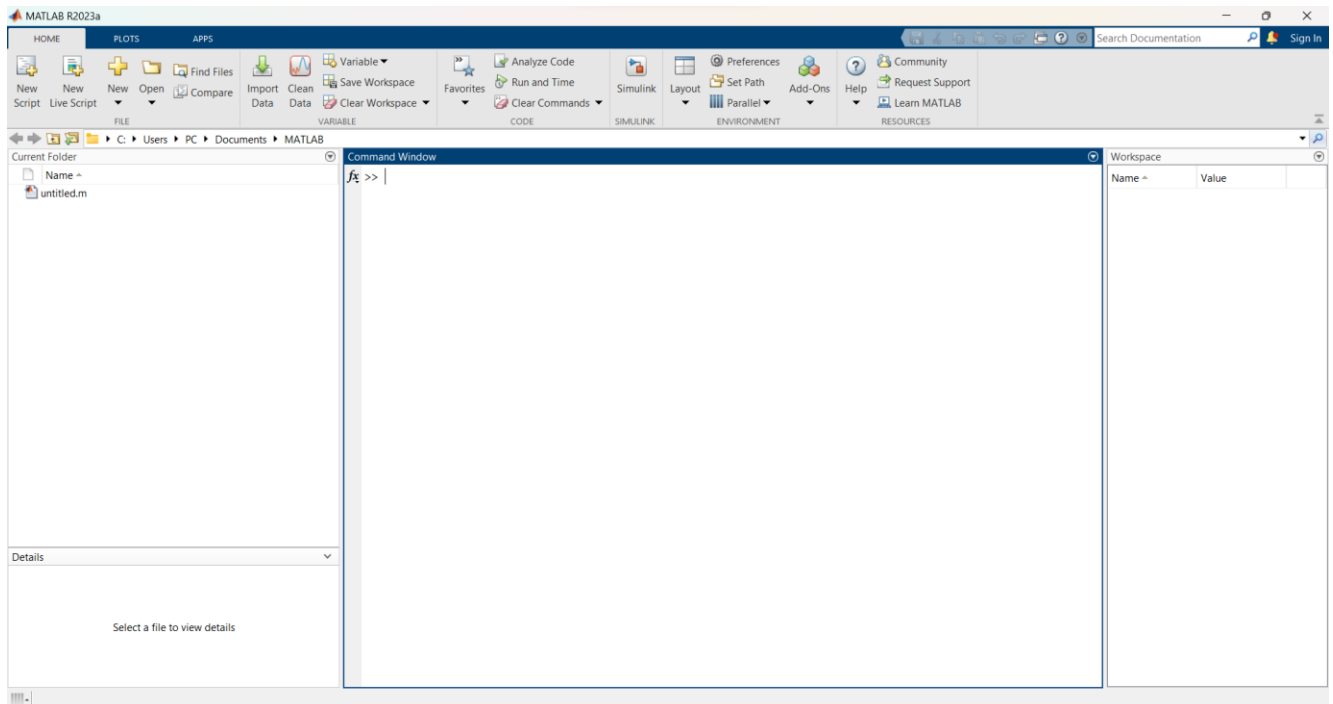 MATLAB R2023a
HOME PLOTS APPS
Search Documentation
Sign In
New Script
New Live Script
New
Open
Find Files
Compare
FILE
Import Data
Clean Data
Variable
Save Workspace
Clear Workspace
VARIABLE
Favorites
Analyze Code
Run and Time
Clear Commands
CODE
Simulink
SIMULINK
Layout
Preferences
Set Path
Parallel
Add-Ons
ENVIRONMENT
Help
Community
Request Support
Learn MATLAB
RESOURCES
C: Users PC Documents MATLAB
Current Folder
Name
untitled.m
Details
Select a file to view details
Command Window
fx >>
Workspace
Name Value